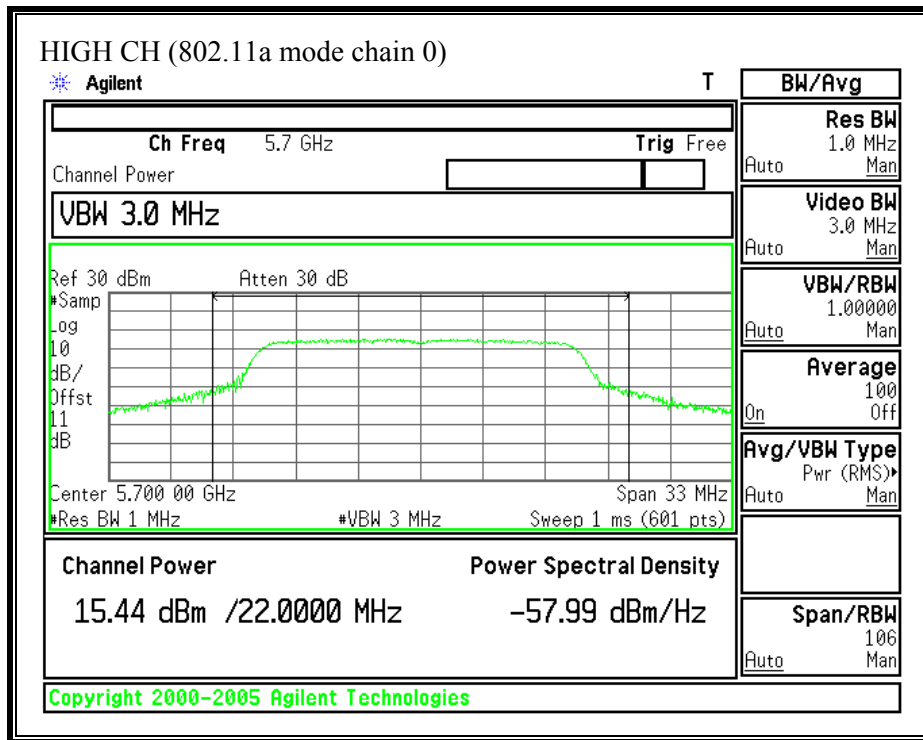 HIGH CH (802.11a mode chain 0)
Agilent T
Ch Freq 5.7 GHz Trig Free
Channel Power
VBW 3.0 MHz
Ref 30 dBm Atten 30 dB
#Samp
Log
10
dB/
Offst
11
dB
Center 5.700 00 GHz Span 33 MHz
#Res BW 1 MHz #VBW 3 MHz Sweep 1 ms (601 pts)
Channel Power Power Spectral Density
15.44 dBm /22.0000 MHz -57.99 dBm/Hz
Copyright 2000-2005 Agilent Technologies
BW/Avg
Res BW
1.0 MHz
Auto Man
Video BW
3.0 MHz
Auto Man
VBW/RBW
1.00000
Auto Man
Average
100
On Off
Avg/VBW Type
Pwr (RMS)▸
Auto Man
Span/RBW
106
Auto Man